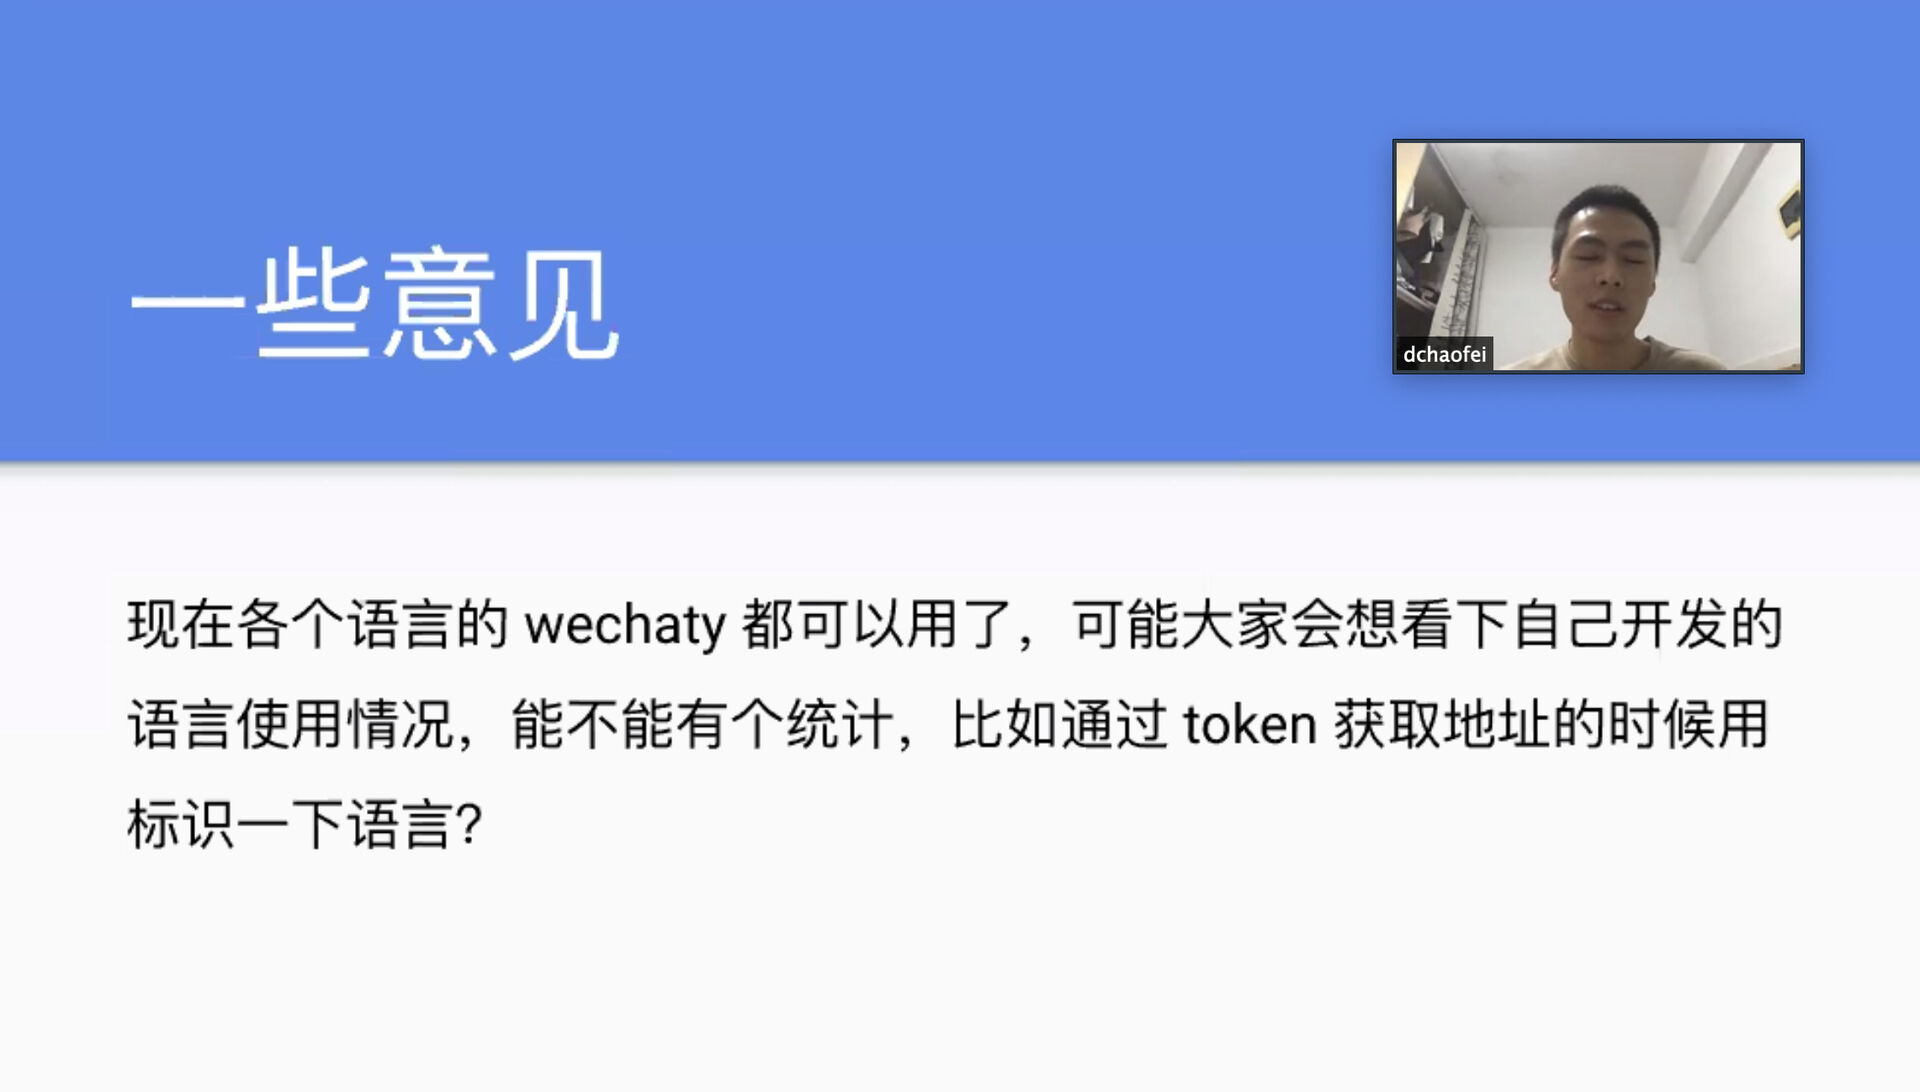 一些意见
dchaofei
现在各个语言的 wechaty 都可以用了，可能大家会想看下自己开发的
语言使用情况，能不能有个统计，比如通过 token 获取地址的时候用
标识一下语言?